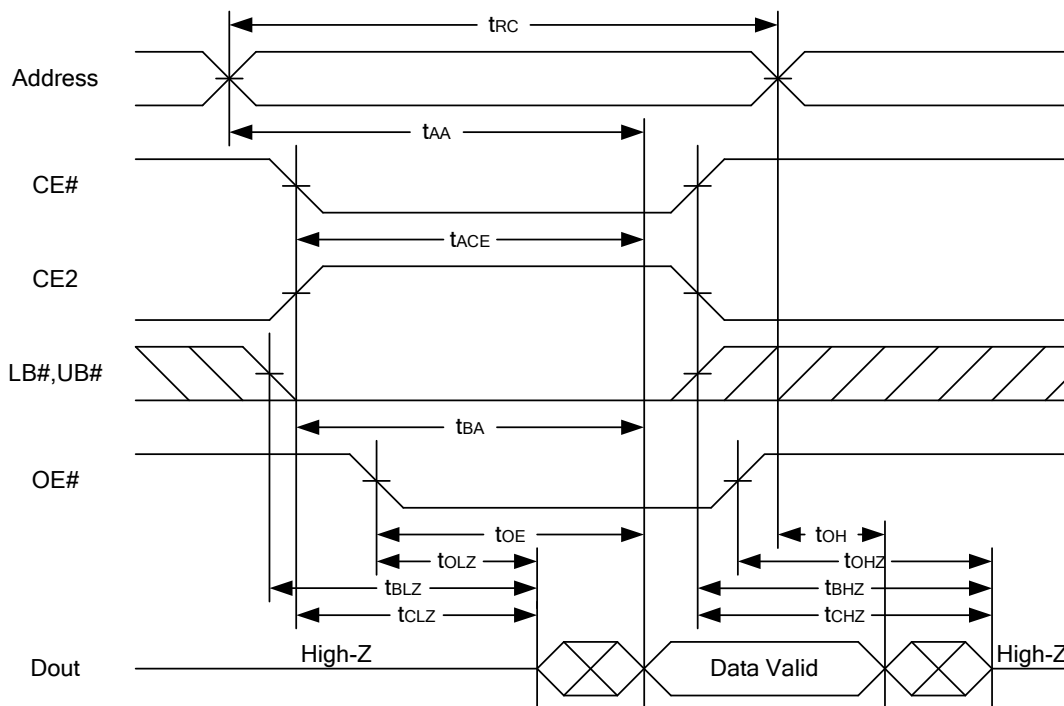 tRC
Address
tAA
CE#
tACE
CE2
LB#,UB#
tBA
OE#
tOE
tOH
tOLZ
tOHZ
tBLZ
tBHZ
tCLZ
tCHZ
Dout
High-Z
Data Valid
High-Z